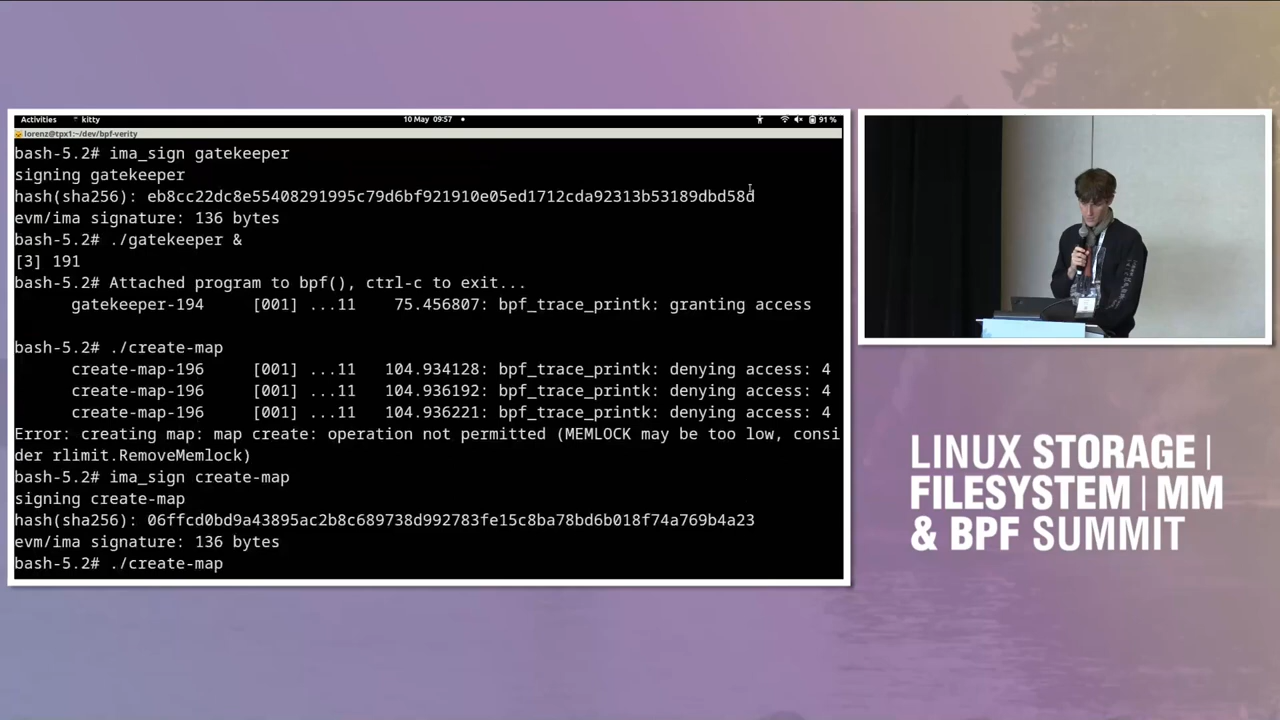 Activities
kitty
10 May 09:57
91 %
lorenz@tpx1:~/dev/bpf-verity
bash-5.2# ima_sign gatekeeper
signing gatekeeper
hash(sha256): eb8cc22dc8e55408291995c79d6bf921910e05ed1712cda92313b53189dbd58d
evm/ima signature: 136 bytes
bash-5.2# ./gatekeeper &
[3] 191
bash-5.2# Attached program to bpf(), ctrl-c to exit...
gatekeeper-194 [001] ...11 75.456807: bpf_trace_printk: granting access
bash-5.2# ./create-map
create-map-196 [001] ...11 104.934128: bpf_trace_printk: denying access: 4
create-map-196 [001] ...11 104.936192: bpf_trace_printk: denying access: 4
create-map-196 [001] ...11 104.936221: bpf_trace_printk: denying access: 4
Error: creating map: map create: operation not permitted (MEMLOCK may be too low, consi
der rlimit.RemoveMemlock)
bash-5.2# ima_sign create-map
signing create-map
hash(sha256): 06ffcd0bd9a43895ac2b8c689738d992783fe15c8ba78bd6b018f74a769b4a23
evm/ima signature: 136 bytes
bash-5.2# ./create-map
LINUX STORAGE |
FILESYSTEM | MM
& BPF SUMMIT